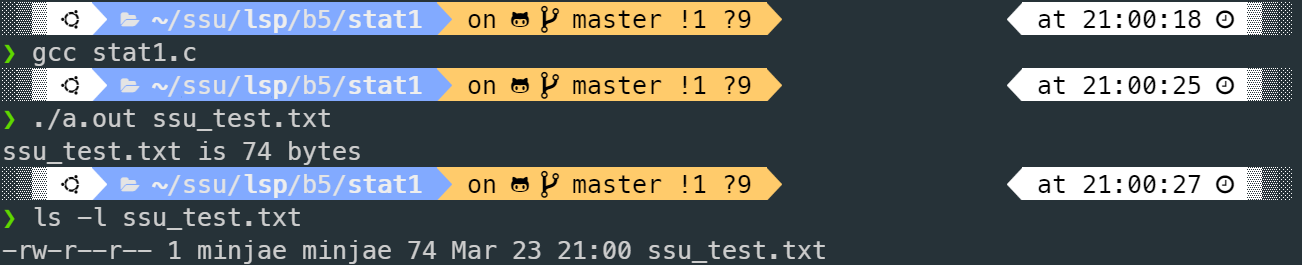 ~/ssu/lsp/b5/stat1 on master !1 ?9 at 21:00:18
❯ gcc stat1.c
~/ssu/lsp/b5/stat1 on master !1 ?9 at 21:00:25
❯ ./a.out ssu_test.txt
ssu_test.txt is 74 bytes
~/ssu/lsp/b5/stat1 on master !1 ?9 at 21:00:27
❯ ls -l ssu_test.txt
-rw-r--r-- 1 minjae minjae 74 Mar 23 21:00 ssu_test.txt